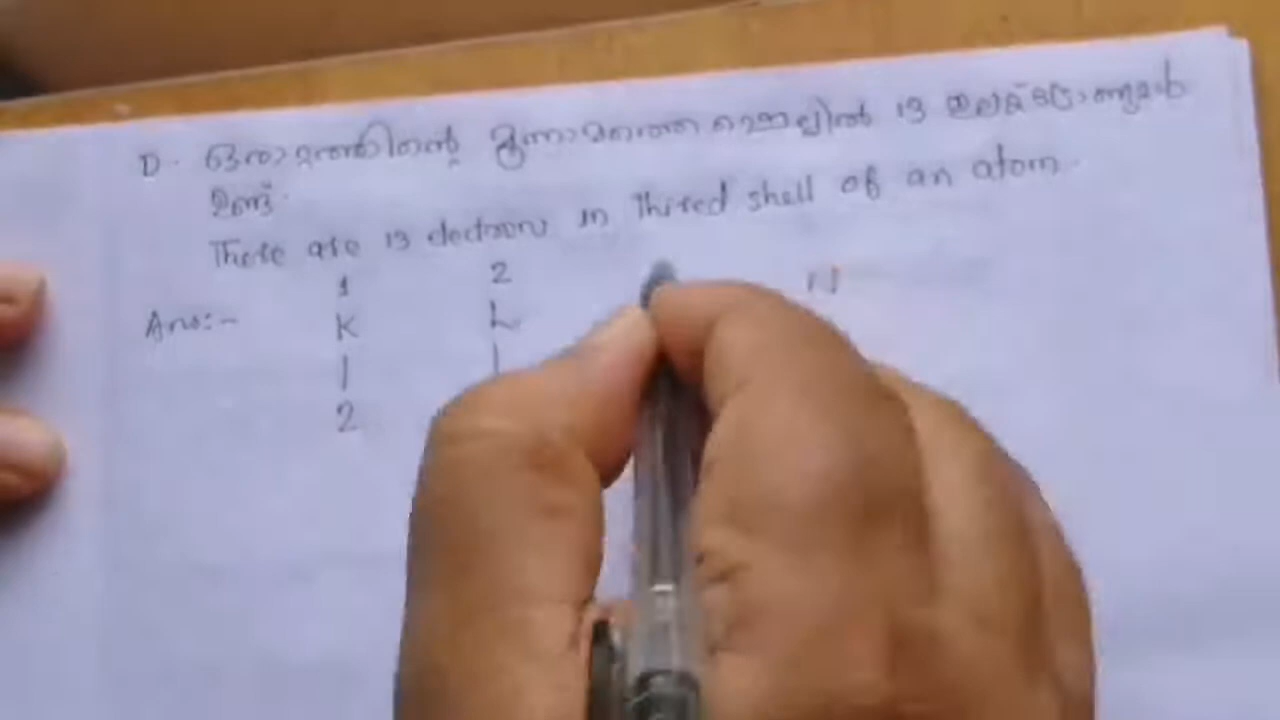 D. ഒരാറ്റത്തിന്റെ മൂന്നാമത്തെ ഷെല്ലിൽ 13 ഇലക്ട്രോണുകൾ
ഉണ്ട്.
There are 13 electrons in Third shell of an atom.
1 2
Ans:- K L N
2